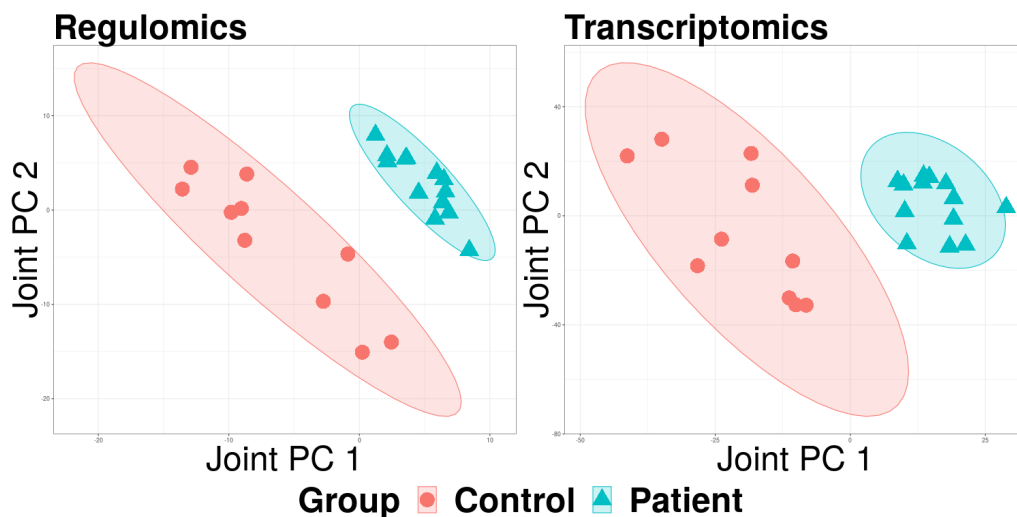 Regulomics
Transcriptomics
Joint PC 2
10
0
-10
-20
-20
-10
0
10
Joint PC 1
Joint PC 2
40
0
-40
-80
-50
-25
0
25
Joint PC 1
Group Control Patient